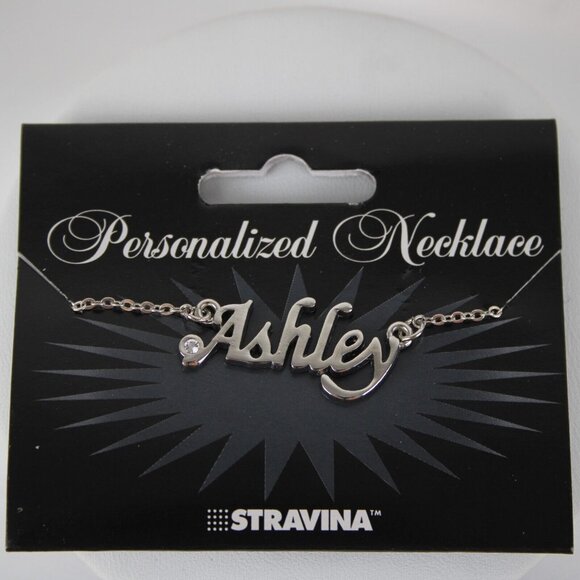 Personalized Necklace
Ashley
STRAVINA™